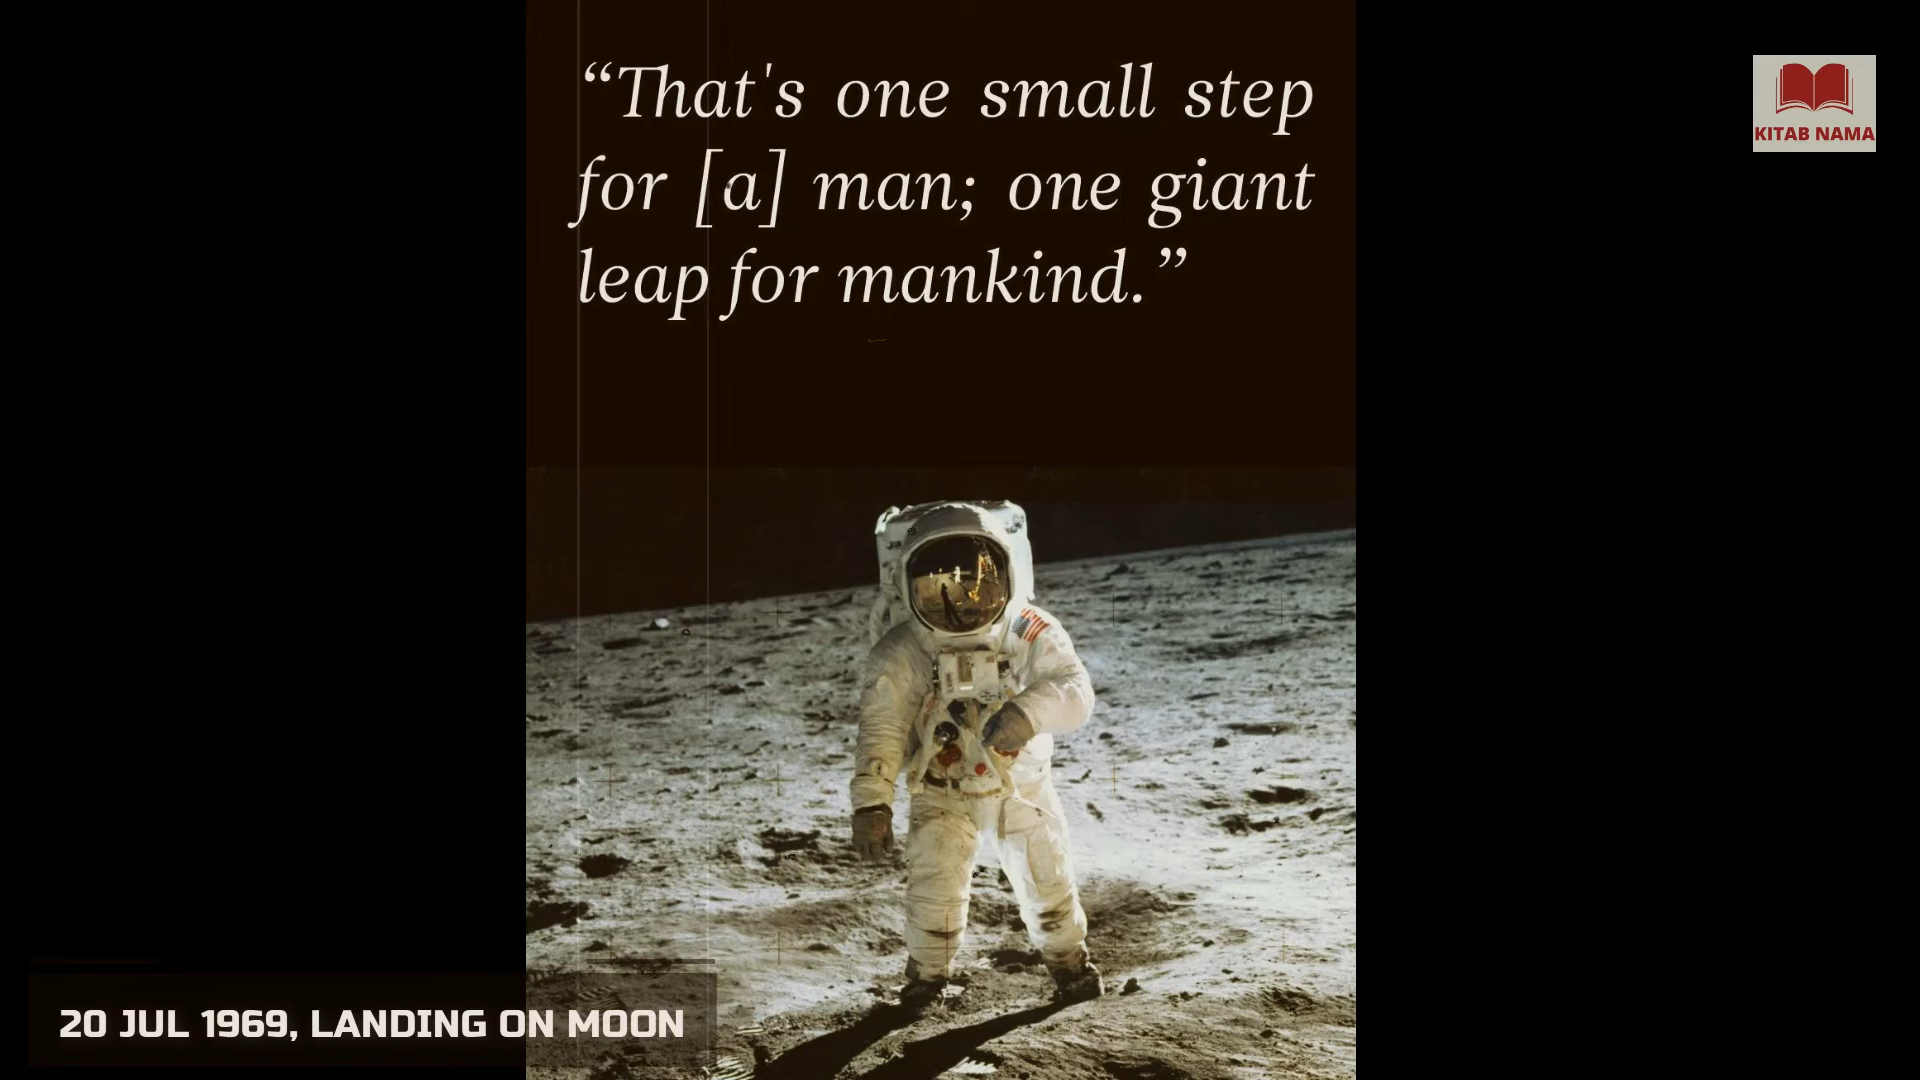 “That's one small step
for [a] man; one giant
leap for mankind.”
KITAB NAMA
20 JUL 1969, LANDING ON MOON